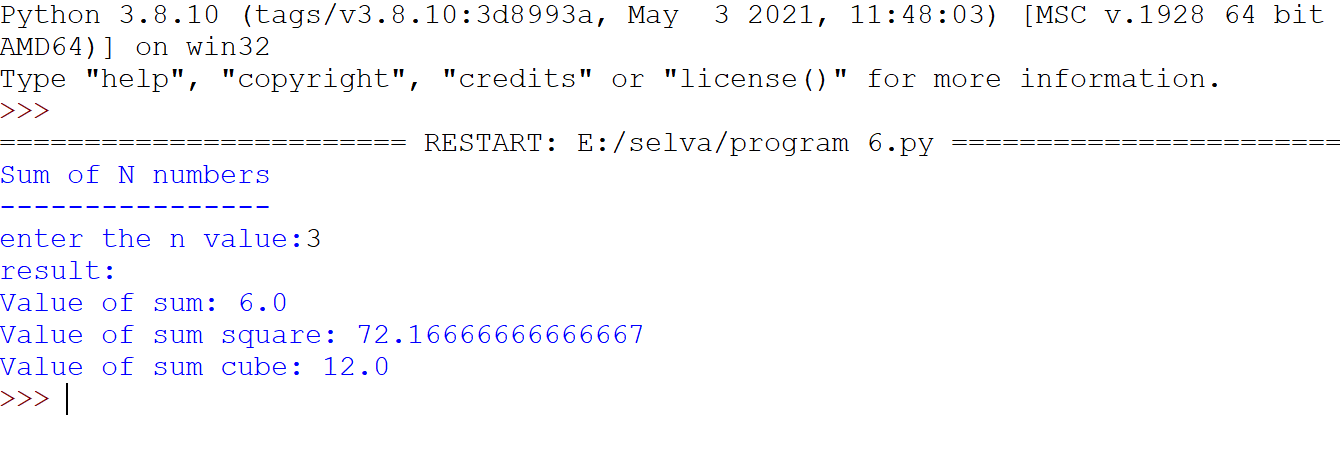 Python 3.8.10 (tags/v3.8.10:3d8993a, May  3 2021, 11:48:03) [MSC v.1928 64 bit
AMD64)] on win32
Type "help", "copyright", "credits" or "license()" for more information.
>>>
======================== RESTART: E:/selva/program 6.py =======================
Sum of N numbers
----------------
enter the n value:3
result:
Value of sum: 6.0
Value of sum square: 72.16666666666667
Value of sum cube: 12.0
>>>